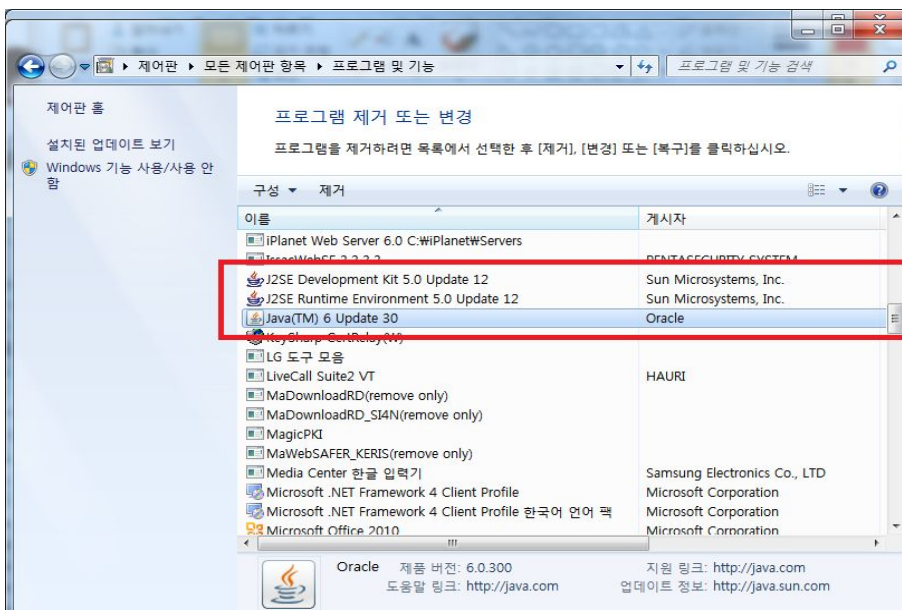 제어판 ▸ 모든 제어판 항목 ▸ 프로그램 및 기능
프로그램 및 기능 검색
제어판 홈
설치된 업데이트 보기
Windows 기능 사용/사용 안
함
프로그램 제거 또는 변경
프로그램을 제거하려면 목록에서 선택한 후 [제거], [변경] 또는 [복구]를 클릭하십시오.
구성 제거
이름 게시자
iPlanet Web Server 6.0 C:₩iPlanet₩Servers
PENTASECURITY SYSTEM
J2SE Development Kit 5.0 Update 12 Sun Microsystems, Inc.
J2SE Runtime Environment 5.0 Update 12 Sun Microsystems, Inc.
Java(TM) 6 Update 30 Oracle
KeySharp CertRelay(W)
LG 도구 모음
LiveCall Suite2 VT HAURI
MaDownloadRD(remove only)
MaDownloadRD_SI4N(remove only)
MagicPKI
MaWebSAFER_KERIS(remove only)
Media Center 한글 입력기 Samsung Electronics Co., LTD
Microsoft .NET Framework 4 Client Profile Microsoft Corporation
Microsoft .NET Framework 4 Client Profile 한국어 언어 팩 Microsoft Corporation
Microsoft Office 2010 Microsoft Corporation
Oracle 제품 버전: 6.0.300 지원 링크: http://java.com
도움말 링크: http://java.com 업데이트 정보: http://java.sun.com